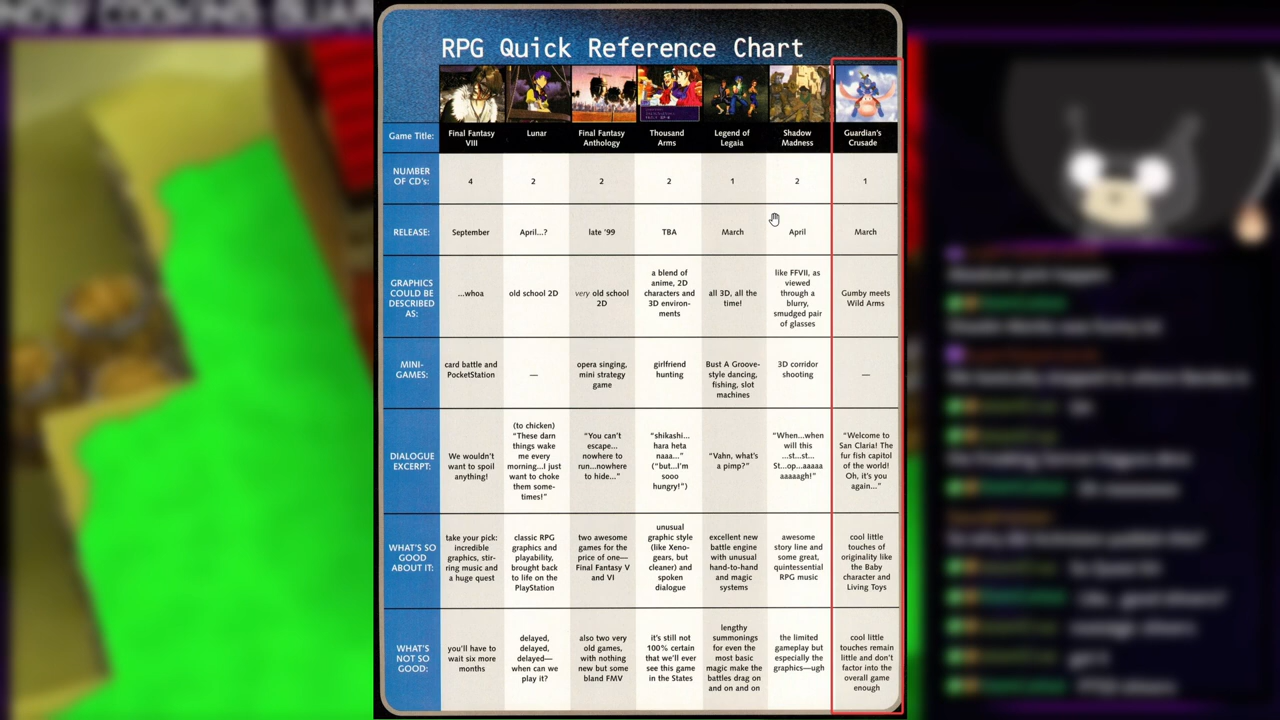 RPG Quick Reference Chart
Game Title:
Final Fantasy
VIII
Lunar
Final Fantasy
Anthology
Thousand
Arms
Legend of
Legaia
Shadow
Madness
Guardian's
Crusade
NUMBER
OF CD's:
4
2
2
2
1
2
1
RELEASE:
September
April...?
late '99
TBA
March
April
March
GRAPHICS
COULD BE
DESCRIBED
AS:
...whoa
old school 2D
very old school
2D
a blend of
anime, 2D
characters and
3D environ-
ments
all 3D, all the
time!
like FFVII, as
viewed
through a
blurry,
smudged pair
of glasses
Gumby meets
Wild Arms
MINI-
GAMES:
card battle and
PocketStation
—
opera singing,
mini strategy
game
girlfriend
hunting
Bust A Groove-
style dancing,
fishing, slot
machines
3D corridor
shooting
—
DIALOGUE
EXCERPT:
We wouldn't
want to spoil
anything!
(to chicken)
"These darn
things wake
me every
morning...I just
want to choke
them some-
times!"
"You can't
escape...
nowhere to
run...nowhere
to hide..."
"shikashi...
hara heta
naaa..."
("but...I'm
sooo
hungry!")
"Vahn, what's
a pimp?"
"When...when
will this
...st...st...
St...op...aaaaa
aaaaagh!"
"Welcome to
San Claria! The
fur fish capitol
of the world!
Oh, it's you
again..."
WHAT'S SO
GOOD
ABOUT IT:
take your pick:
incredible
graphics, stir-
ring music and
a huge quest
classic RPG
graphics and
playability,
brought back
to life on the
PlayStation
two awesome
games for the
price of one—
Final Fantasy V
and VI
unusual
graphic style
(like Xeno-
gears, but
cleaner) and
spoken
dialogue
excellent new
battle engine
with unusual
hand-to-hand
and magic
systems
awesome
story line and
some great,
quintessential
RPG music
cool little
touches of
originality like
the Baby
character and
Living Toys
WHAT'S
NOT SO
GOOD:
you'll have to
wait six more
months
delayed,
delayed,
delayed—
when can we
play it?
also two very
old games,
with nothing
new but some
bland FMV
it's still not
100% certain
that we'll ever
see this game
in the States
lengthy
summonings
for even the
most basic
magic make the
battles drag on
and on and on
the limited
gameplay but
especially the
graphics—ugh
cool little
touches remain
little and don't
factor into the
overall game
enough